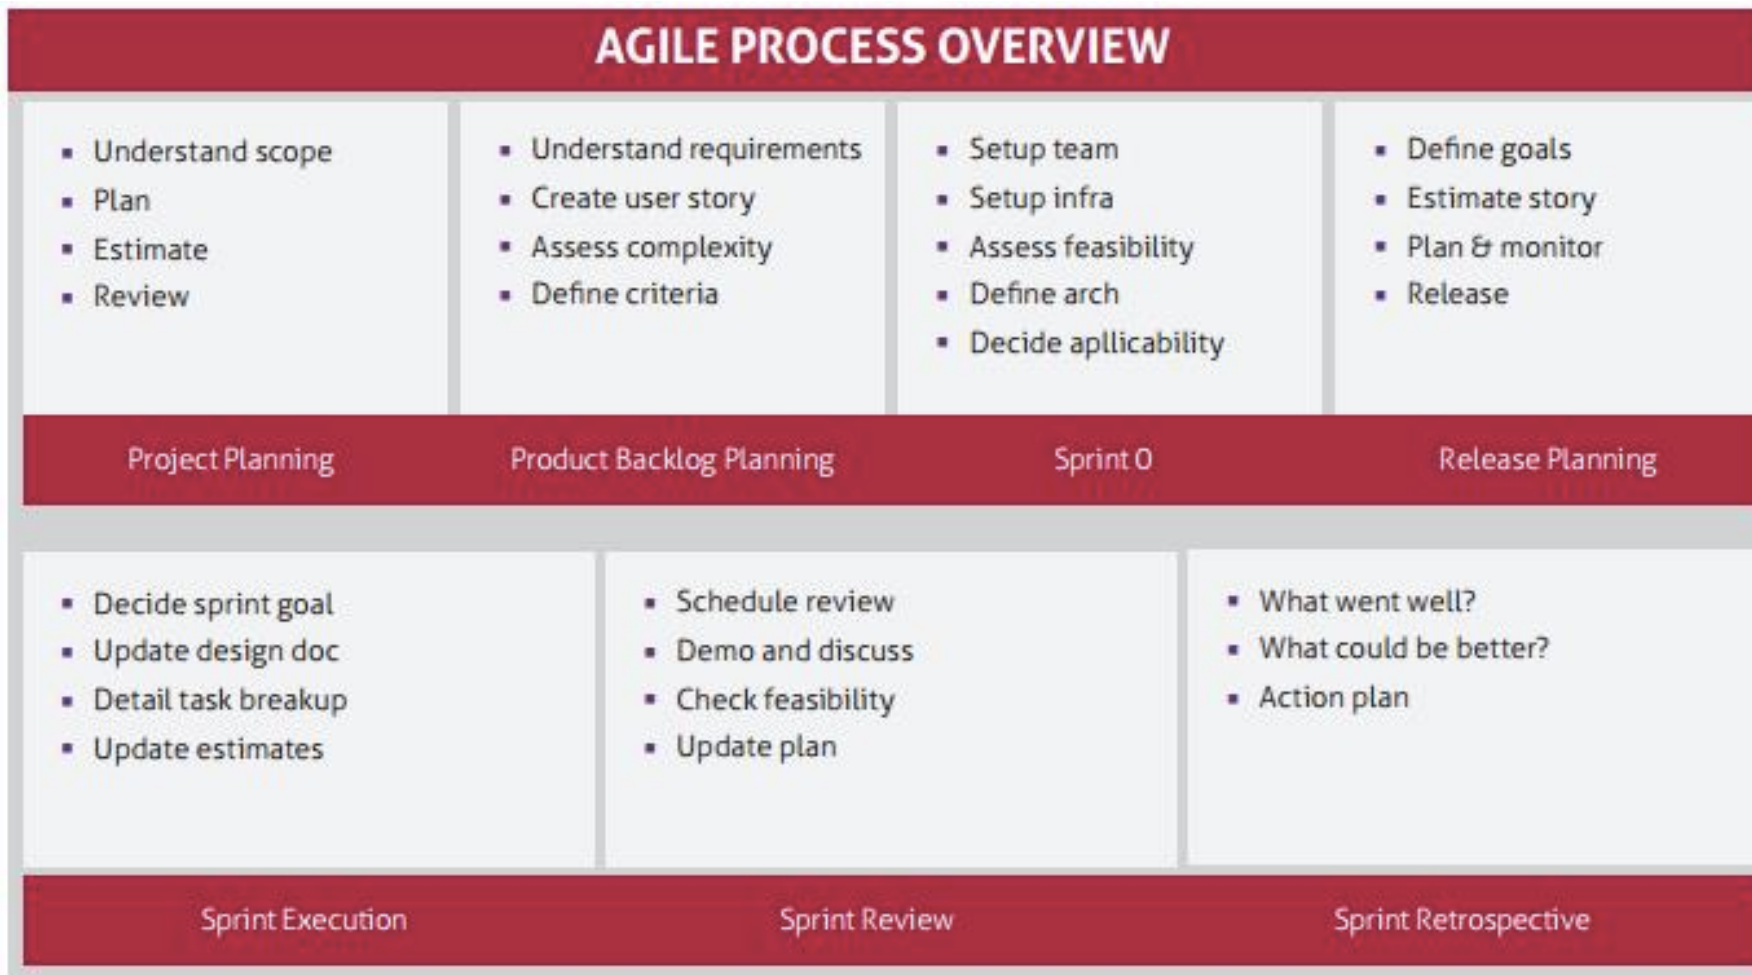 AGILE PROCESS OVERVIEW
Understand scope
Plan
Estimate
Review
Project Planning
Understand requirements
Create user story
Assess complexity
Define criteria
Product Backlog Planning
Setup team
Setup infra
Assess feasibility
Define arch
Decide apllicability
Sprint 0
Define goals
Estimate story
Plan & monitor
Release
Release Planning
Decide sprint goal
Update design doc
Detail task breakup
Update estimates
Sprint Execution
Schedule review
Demo and discuss
Check feasibility
Update plan
Sprint Review
What went well?
What could be better?
Action plan
Sprint Retrospective